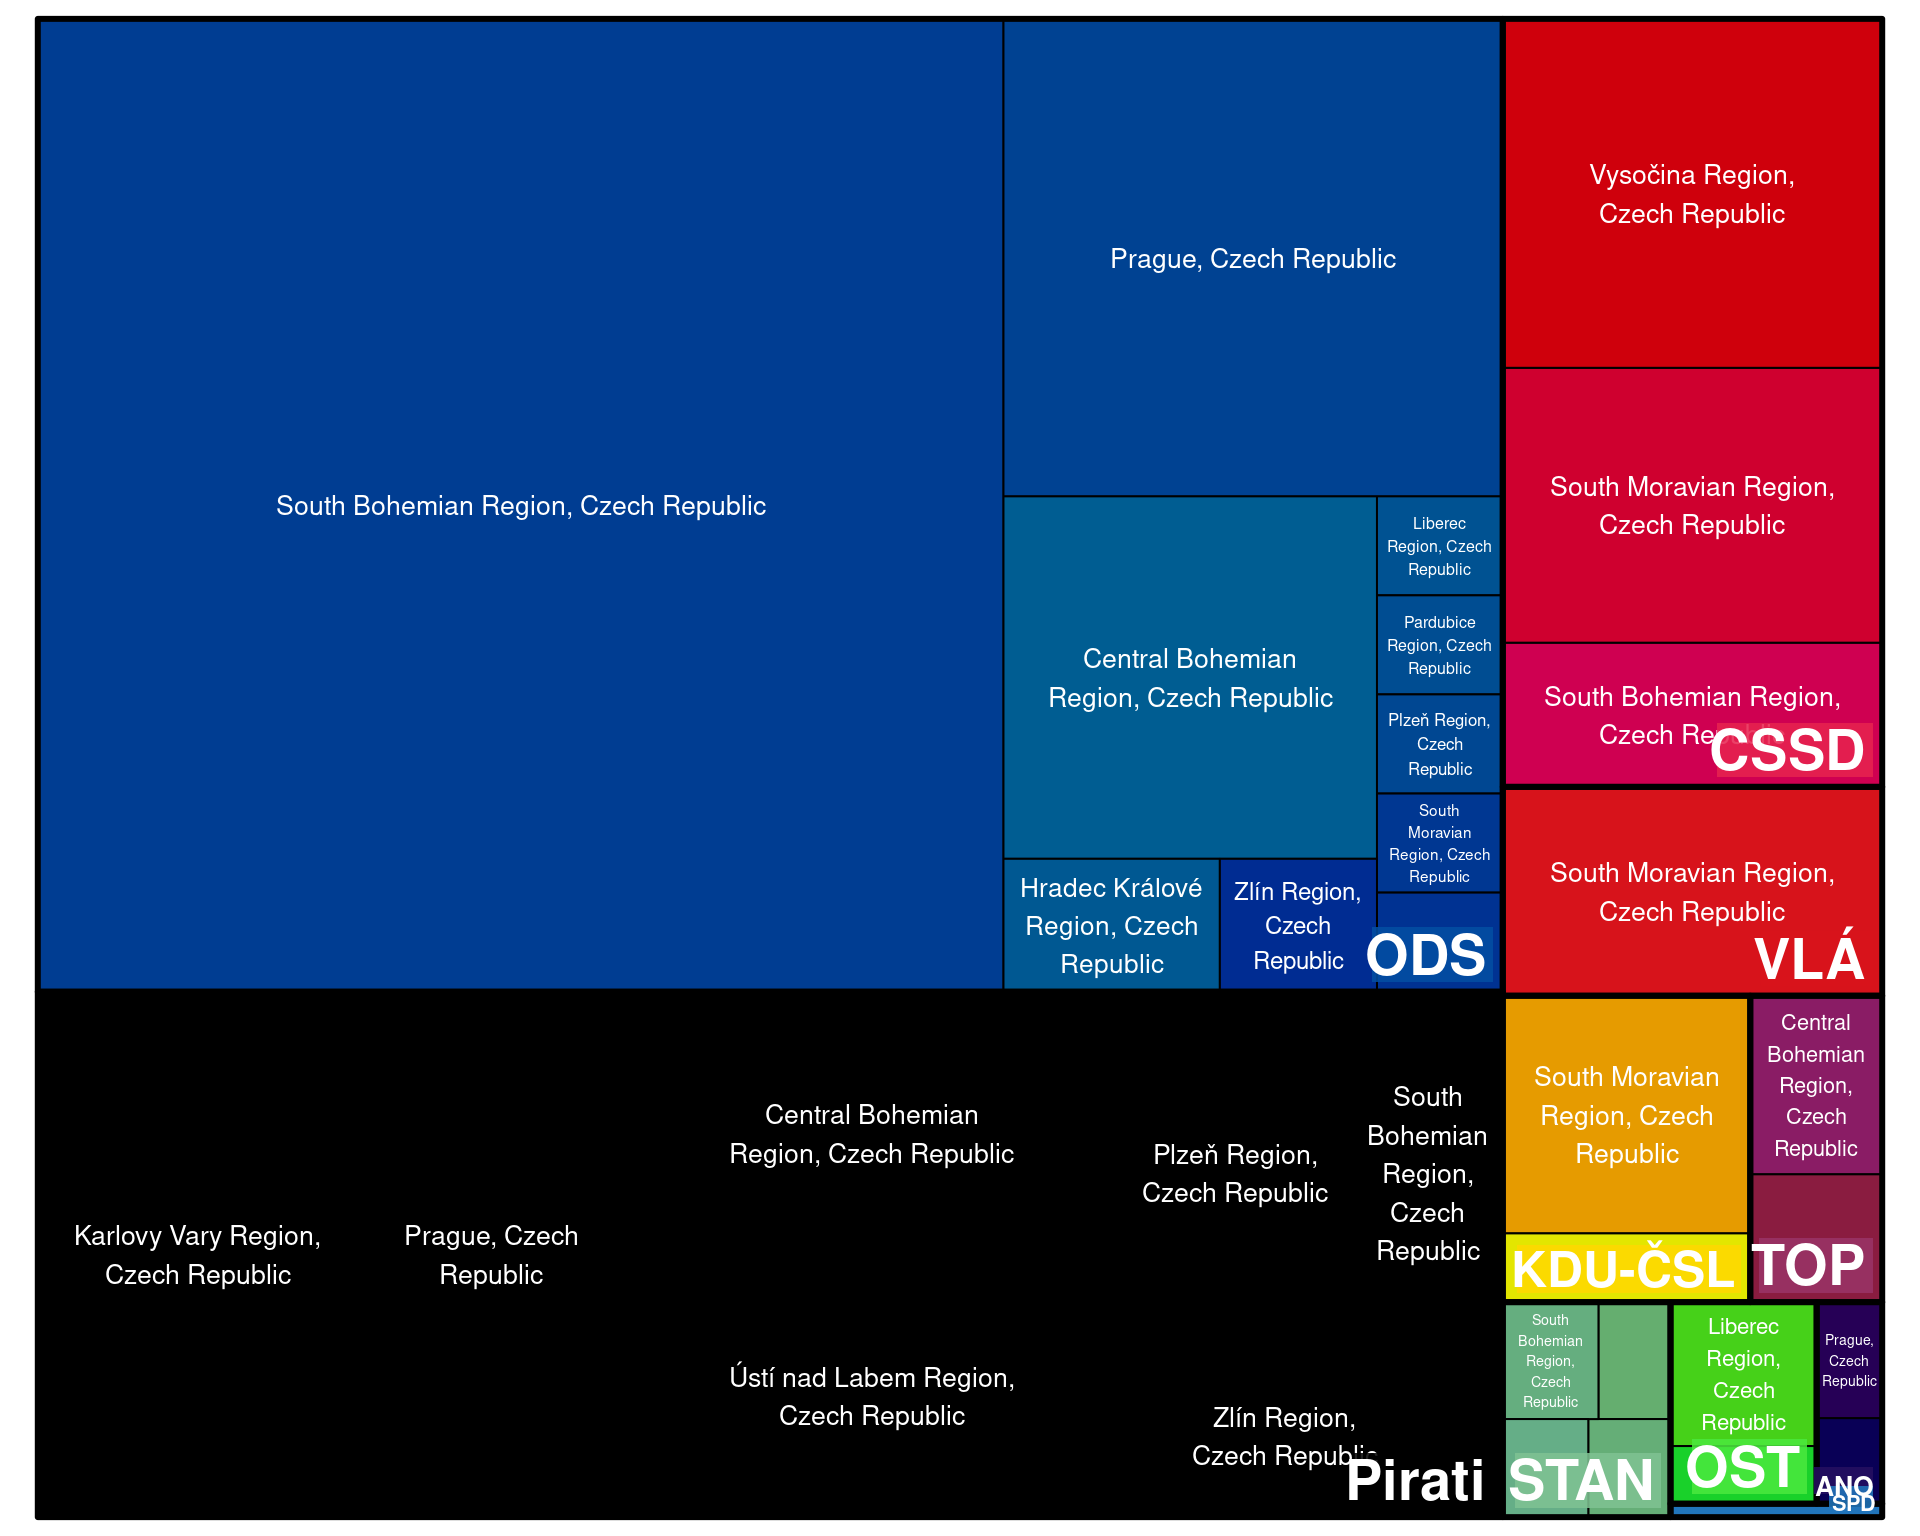 South Bohemian Region, Czech Republic
Prague, Czech Republic
Central Bohemian
Region, Czech Republic
Liberec
Region, Czech
Republic
Pardubice
Region, Czech
Republic
Plzeň Region,
Czech
Republic
South
Moravian
Region, Czech
Republic
Hradec Králové
Region, Czech
Republic
Zlín Region,
Czech
Republic
ODS
Vysočina Region,
Czech Republic
South Moravian Region,
Czech Republic
South Bohemian Region,
Czech Republic
CSSD
South Moravian Region,
Czech Republic
VLÁ
Karlovy Vary Region,
Czech Republic
Prague, Czech
Republic
Central Bohemian
Region, Czech Republic
Ústí nad Labem Region,
Czech Republic
Plzeň Region,
Czech Republic
South
Bohemian
Region,
Czech
Republic
Zlín Region,
Czech Republic
Pirati
South Moravian
Region, Czech
Republic
KDU-ČSL
Central
Bohemian
Region,
Czech
Republic
TOP
South
Bohemian
Region,
Czech
Republic
STAN
Liberec
Region,
Czech
Republic
OST
Prague,
Czech
Republic
ANO
SPD